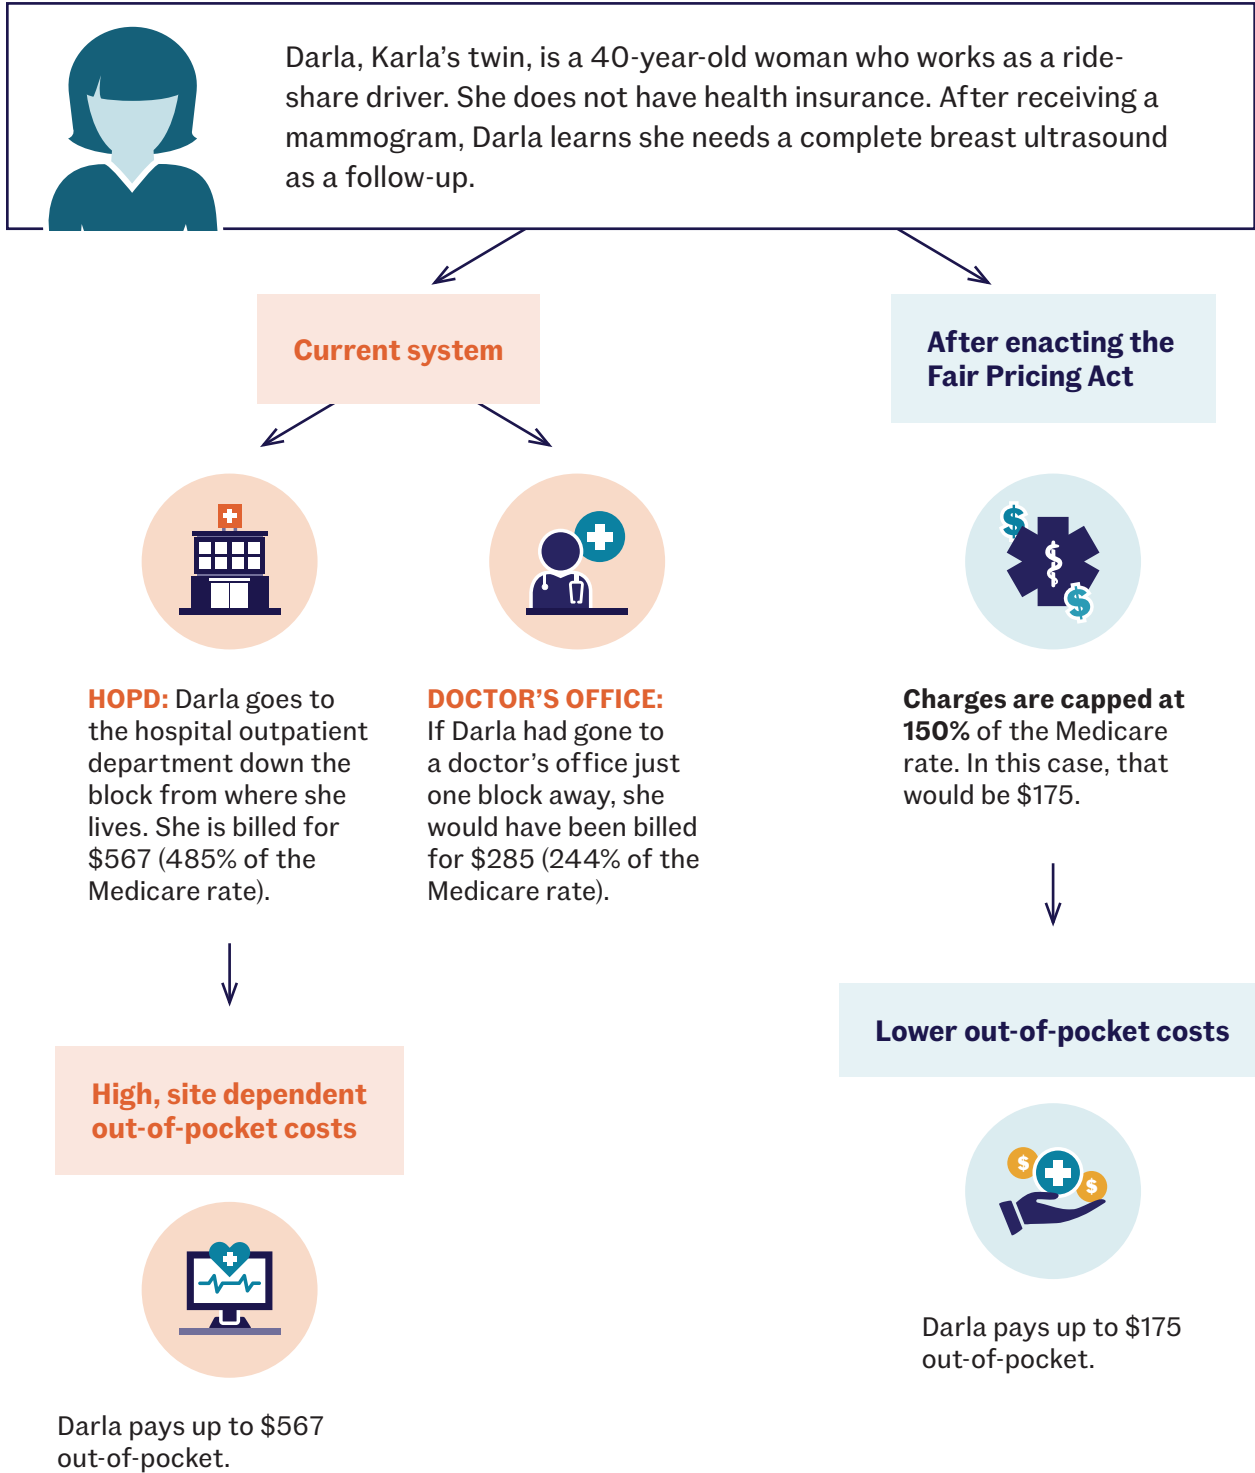 Darla, Karla’s twin, is a 40-year-old woman who works as a ride-
share driver. She does not have health insurance. After receiving a
mammogram, Darla learns she needs a complete breast ultrasound
as a follow-up.
Current system
After enacting the
Fair Pricing Act
HOPD: Darla goes to
the hospital outpatient
department down the
block from where she
lives. She is billed for
$567 (485% of the
Medicare rate).
DOCTOR’S OFFICE:
If Darla had gone to
a doctor’s office just
one block away, she
would have been billed
for $285 (244% of the
Medicare rate).
Charges are capped at
150% of the Medicare
rate. In this case, that
would be $175.
High, site dependent
out-of-pocket costs
Lower out-of-pocket costs
Darla pays up to $567
out-of-pocket.
Darla pays up to $175
out-of-pocket.